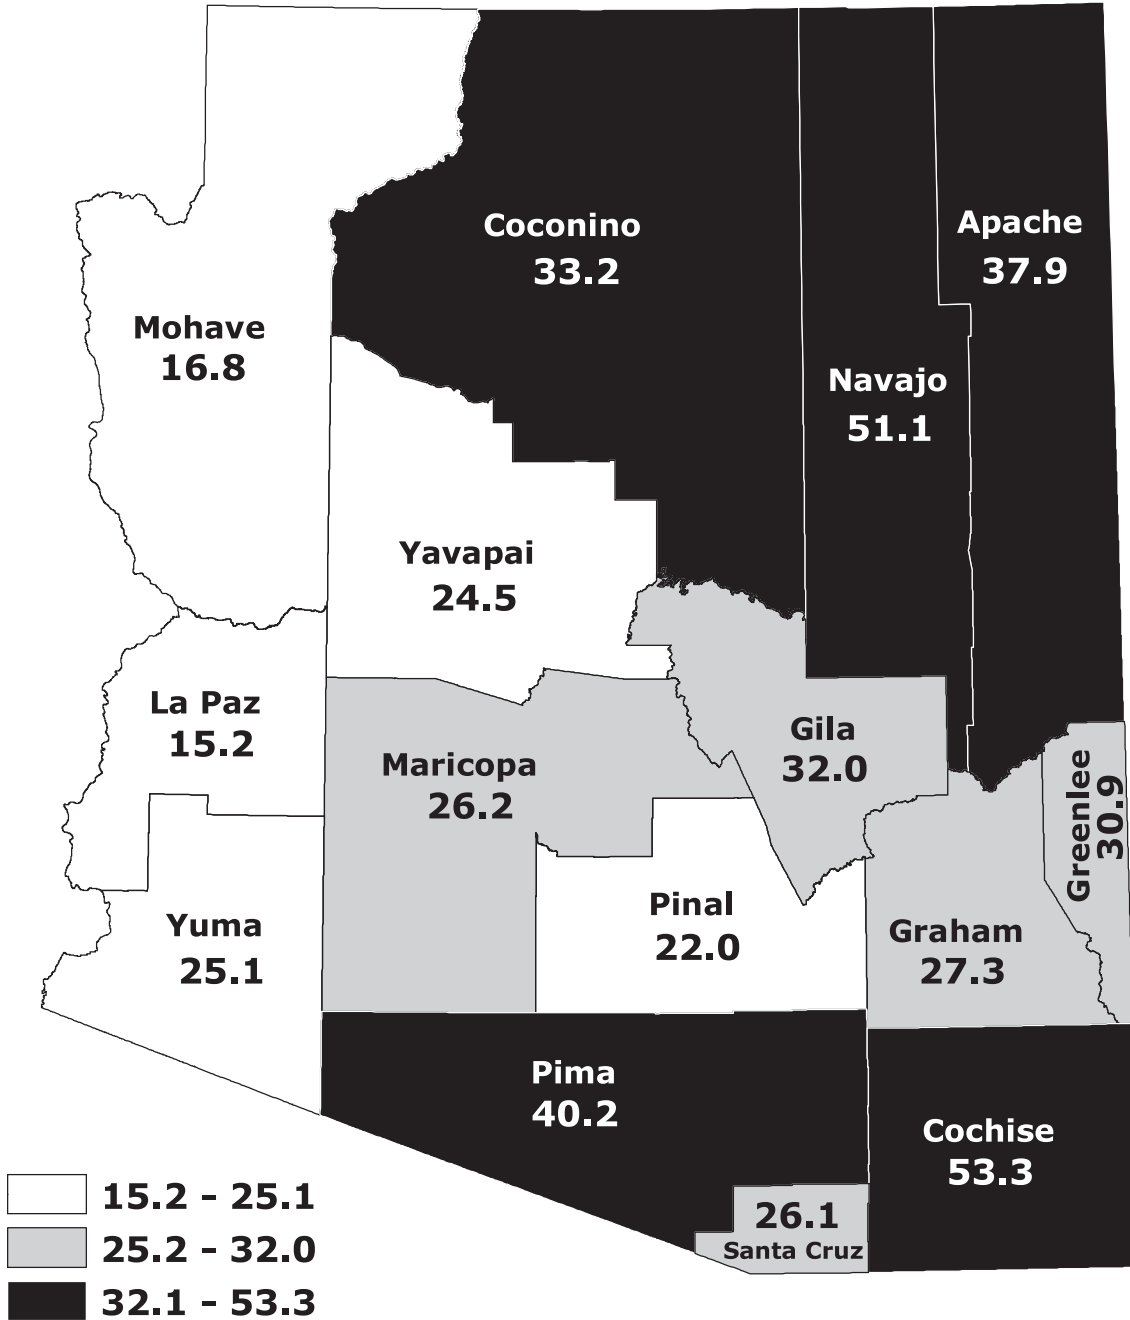 Coconino
33.2
Apache
37.9
Mohave
16.8
Navajo
51.1
Yavapai
24.5
La Paz
15.2
Maricopa
26.2
Gila
32.0
Greenlee
30.9
Yuma
25.1
Pinal
22.0
Graham
27.3
Pima
40.2
Cochise
53.3
26.1
Santa Cruz
15.2 - 25.1
25.2 - 32.0
32.1 - 53.3